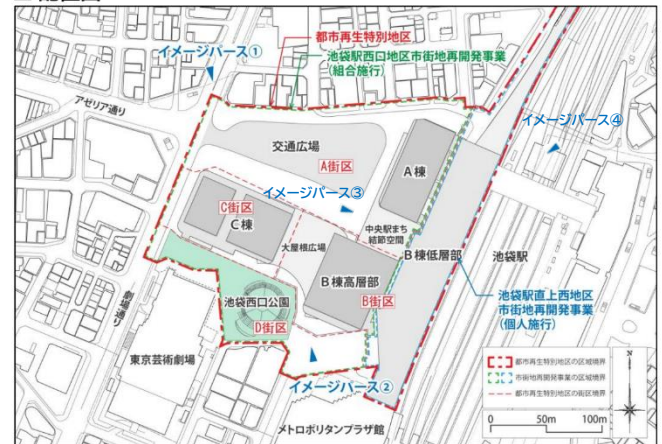 都市再生特別地区
イメージパース①
池袋駅西口地区市街地再開発事業
(組合施行)
アゼリア通り
イメージパース④
交通広場
A街区
A棟
イメージパース③
C街区
C棟
中央駅まち
結節空間
大屋根広場
B棟低層部
池袋駅
B棟高層部
池袋西口公園
B街区
池袋駅直上西地区
市街地再開発事業
(個人施行)
劇場通り
D街区
東京芸術劇場
イメージパース②
都市再生特別地区の区域境界
市街地再開発事業の区域境界
都市再生特別地区の街区境界
N
メトロポリタンプラザ館
0 50m 100m